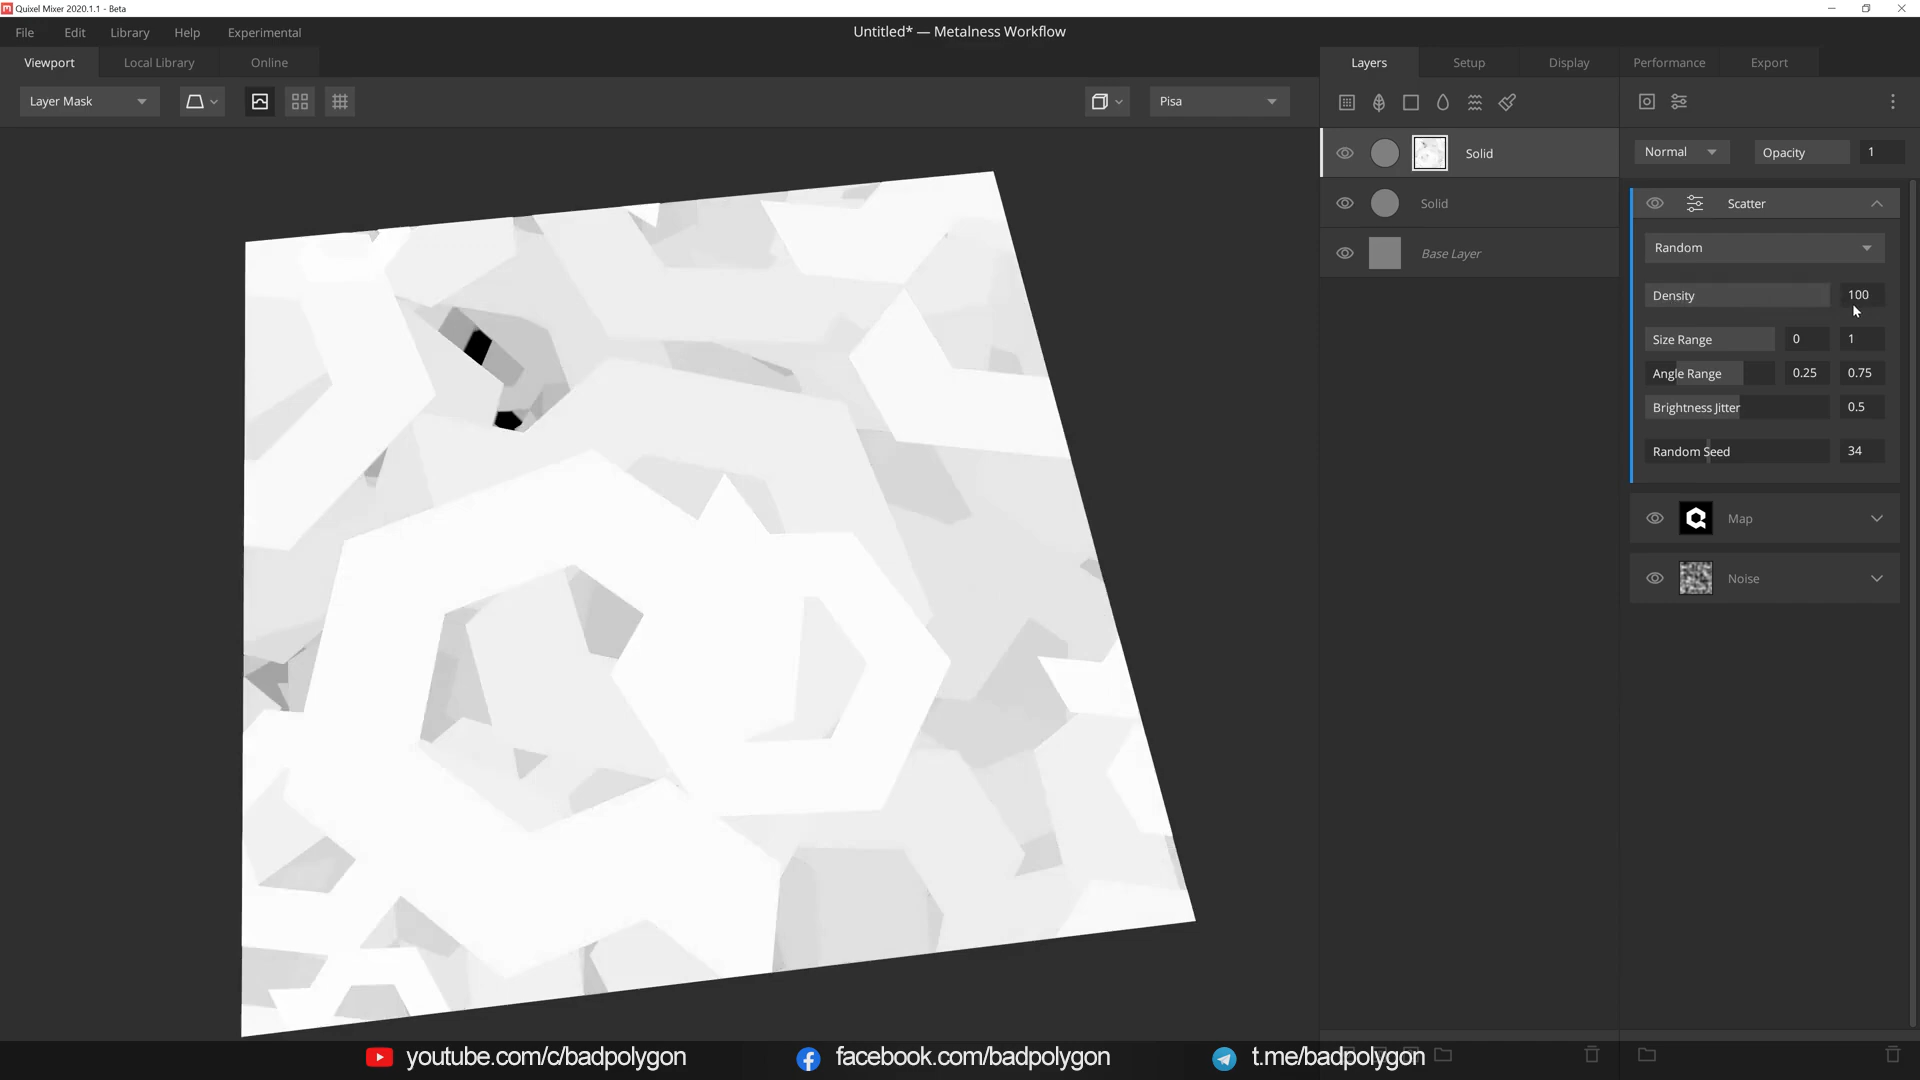 Quixel Mixer 2020.1.1 - Beta
File Edit Library Help Experimental
Untitled* — Metalness Workflow
Viewport Local Library Online
Layers Setup Display Performance Export
Layer Mask
Pisa
Normal Opacity 1
Solid
Solid
Base Layer
Scatter
Random
Density 100
Size Range 0 1
Angle Range 0.25 0.75
Brightness Jitter 0.5
Random Seed 34
Map
Noise
youtube.com/c/badpolygon facebook.com/badpolygon t.me/badpolygon